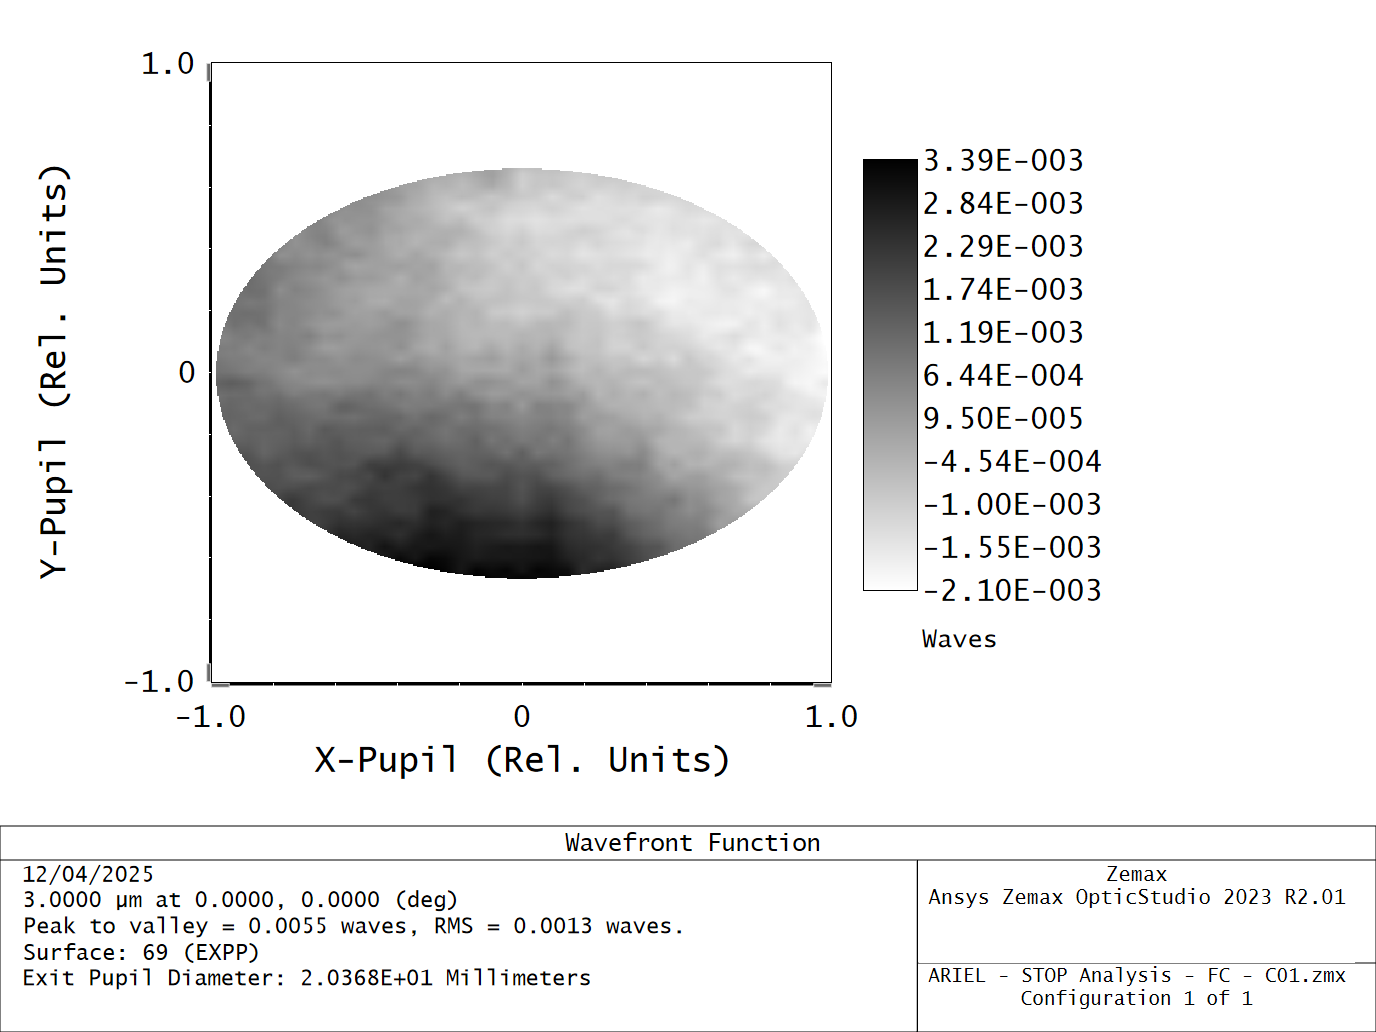 1.0
0
-1.0
Y-Pupil (Rel. Units)
-1.0 0 1.0
X-Pupil (Rel. Units)
3.39E-003
2.84E-003
2.29E-003
1.74E-003
1.19E-003
6.44E-004
9.50E-005
-4.54E-004
-1.00E-003
-1.55E-003
-2.10E-003
Waves
Wavefront Function
12/04/2025
3.0000 µm at 0.0000, 0.0000 (deg)
Peak to valley = 0.0055 waves, RMS = 0.0013 waves.
Surface: 69 (EXPP)
Exit Pupil Diameter: 2.0368E+01 Millimeters
Zemax
Ansys Zemax OpticStudio 2023 R2.01
ARIEL - STOP Analysis - FC - C01.zmx
Configuration 1 of 1